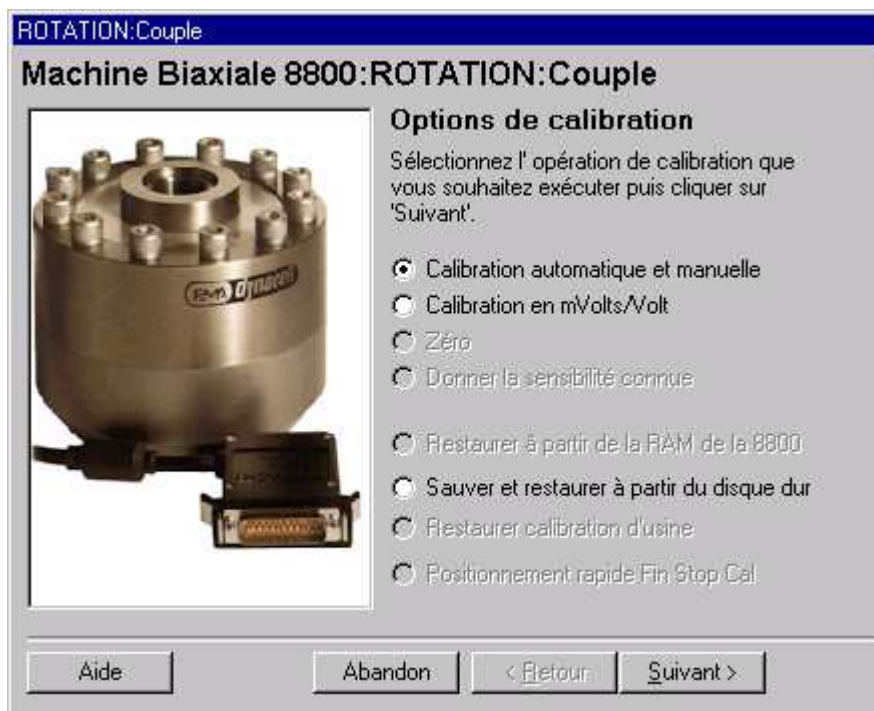 ROTATION:Couple
Machine Biaxiale 8800:ROTATION:Couple
Options de calibration
Sélectionnez l' opération de calibration que
vous souhaitez exécuter puis cliquer sur
'Suivant'.
Calibration automatique et manuelle
Calibration en mVolts/Volt
Zéro
Donner la sensibilité connue
Restaurer à partir de la RAM de la 8800
Sauver et restaurer à partir du disque dur
Restaurer calibration d'usine
Positionnement rapide Fin Stop Cal
dynacell
Aide
Abandon
< Retour
Suivant >